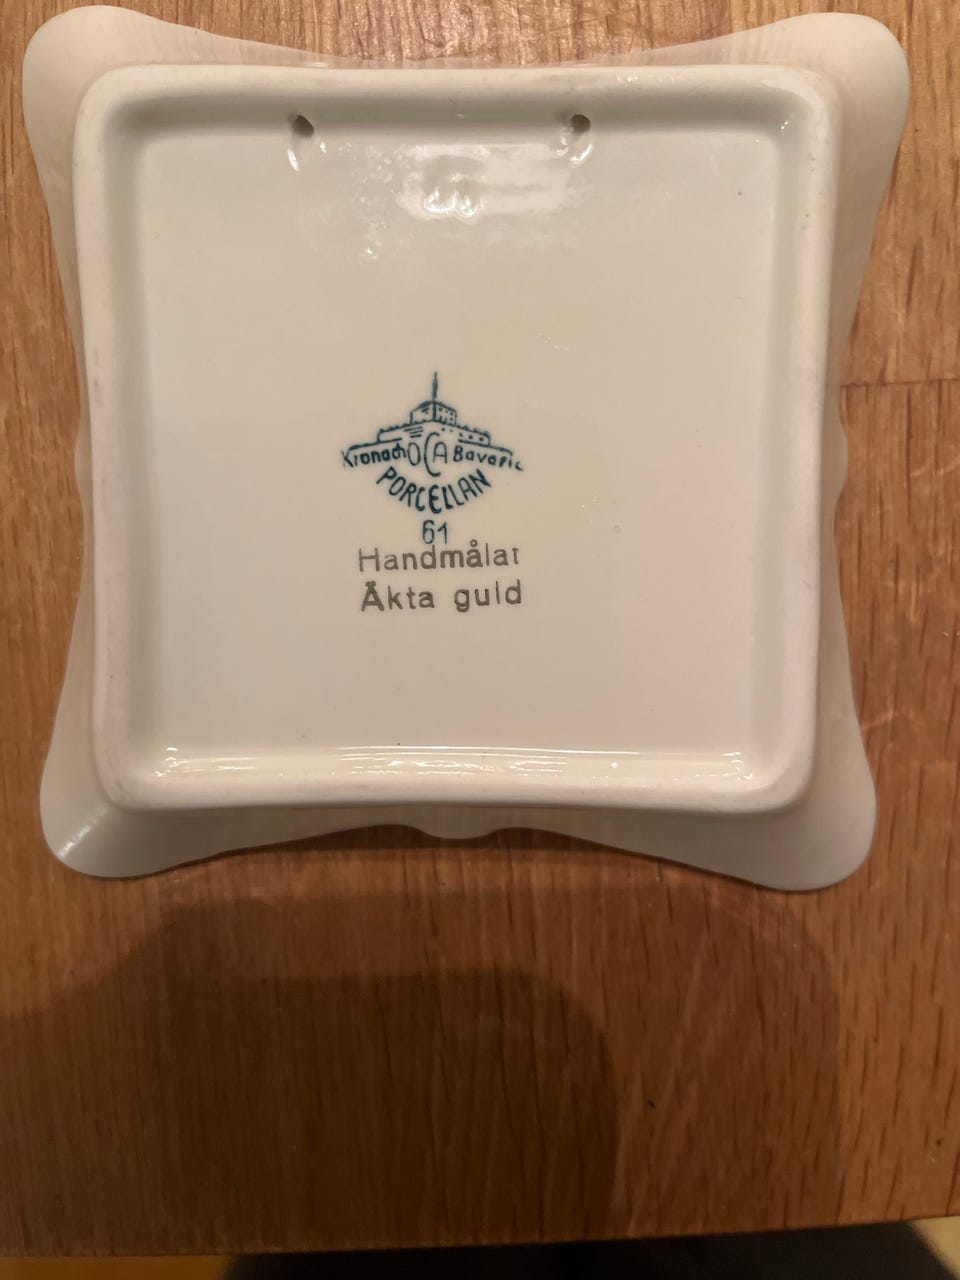 Kronach OCA Bavaria
PORCELLAN
61
Handmålat
Äkta guld